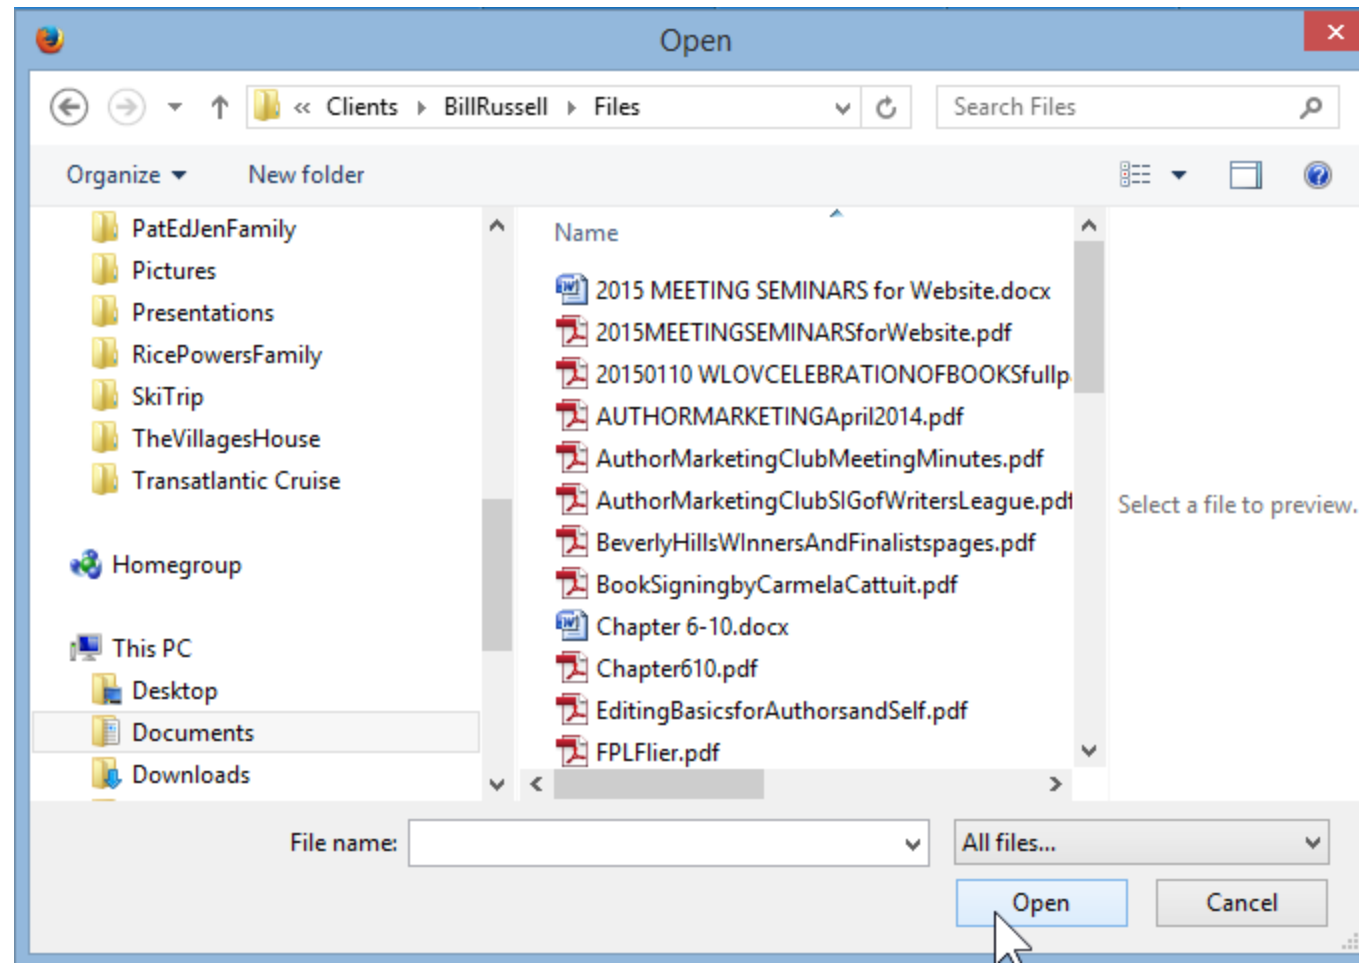 Open
« Clients BillRussell Files
Search Files
Organize
New folder
PatEdJenFamily
Pictures
Presentations
RicePowersFamily
SkiTrip
TheVillagesHouse
Transatlantic Cruise
Homegroup
This PC
Desktop
Documents
Downloads
Name
2015 MEETING SEMINARS for Website.docx
2015MEETINGSEMINARSforWebsite.pdf
20150110 WLOVCELEBRATIONOFBOOKSfullp
AUTHORMARKETINGApril2014.pdf
AuthorMarketingClubMeetingMinutes.pdf
AuthorMarketingClubSIGofWritersLeague.pdf
BeverlyHillsWInnersAndFinalistspages.pdf
BookSigningbyCarmelaCattuit.pdf
Chapter 6-10.docx
Chapter610.pdf
EditingBasicsforAuthorsandSelf.pdf
FPLFlier.pdf
Select a file to preview.
File name:
All files...
Open
Cancel